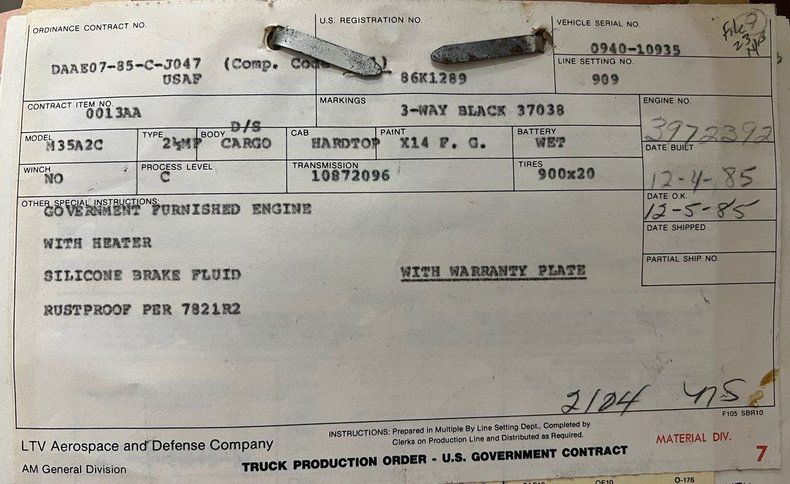 ORDINANCE CONTRACT NO.
DAAE07-85-C-J047 (Comp. Code
USAF
U.S. REGISTRATION NO.
86K1289
VEHICLE SERIAL NO.
0940-10935
LINE SETTING NO.
909
File
CONTRACT ITEM NO.
0013AA
MARKINGS
3-WAY BLACK 37038
ENGINE NO.
3972392
MODEL
M35A2C
TYPE
2½MP
BODY D/S
CARGO
CAB
HARDTOP
PAINT
X14 F. G.
BATTERY
WET
DATE BUILT
12-4-85
WINCH
NO
PROCESS LEVEL
C
TRANSMISSION
10872096
TIRES
900x20
DATE O.K.
12-5-85
OTHER SPECIAL INSTRUCTIONS:
GOVERNMENT FURNISHED ENGINE
DATE SHIPPED
WITH HEATER
PARTIAL SHIP NO.
SILICONE BRAKE FLUID WITH WARRANTY PLATE
RUSTPROOF PER 7821R2
2124
F105 SBR10
LTV Aerospace and Defense Company
AM General Division
INSTRUCTIONS: Prepared in Multiple By Line Setting Dept., Completed by
Clerks on Production Line and Distributed as Required.
TRUCK PRODUCTION ORDER - U.S. GOVERNMENT CONTRACT
MATERIAL DIV.
7
O-176